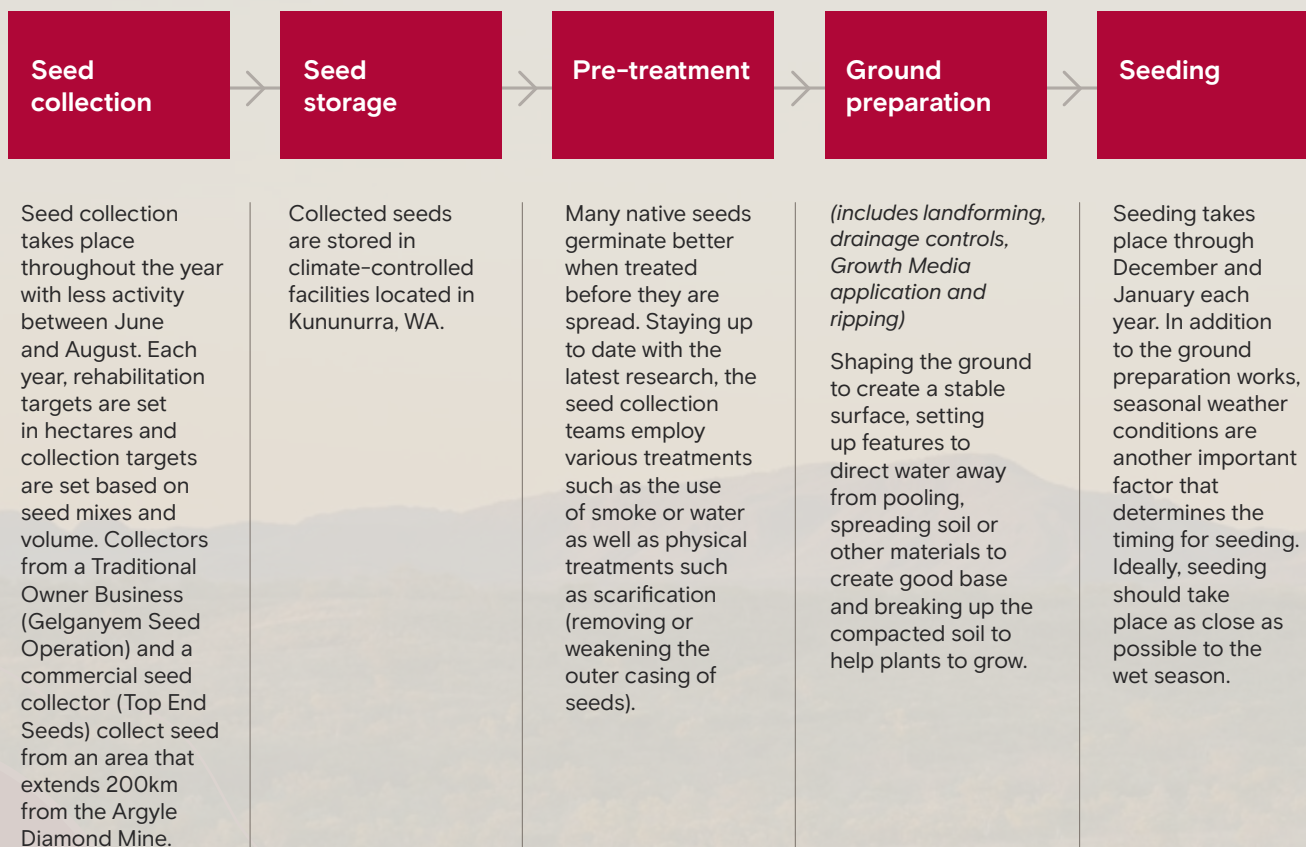 Seed
collection
Seed
storage
Pre-treatment
Ground
preparation
Seeding
Seed collection
takes place
throughout the year
with less activity
between June
and August. Each
year, rehabilitation
targets are set
in hectares and
collection targets
are set based on
seed mixes and
volume. Collectors
from a Traditional
Owner Business
(Gelganyem Seed
Operation) and a
commercial seed
collector (Top End
Seeds) collect seed
from an area that
extends 200km
from the Argyle
Diamond Mine.
Collected seeds
are stored in
climate-controlled
facilities located in
Kununurra, WA.
Many native seeds
germinate better
when treated
before they are
spread. Staying up
to date with the
latest research, the
seed collection
teams employ
various treatments
such as the use
of smoke or water
as well as physical
treatments such
as scarification
(removing or
weakening the
outer casing of
seeds).
(includes landforming,
drainage controls,
Growth Media
application and
ripping)
Shaping the ground
to create a stable
surface, setting
up features to
direct water away
from pooling,
spreading soil or
other materials to
create good base
and breaking up the
compacted soil to
help plants to grow.
Seeding takes
place through
December and
January each
year. In addition
to the ground
preparation works,
seasonal weather
conditions are
another important
factor that
determines the
timing for seeding.
Ideally, seeding
should take
place as close as
possible to the
wet season.